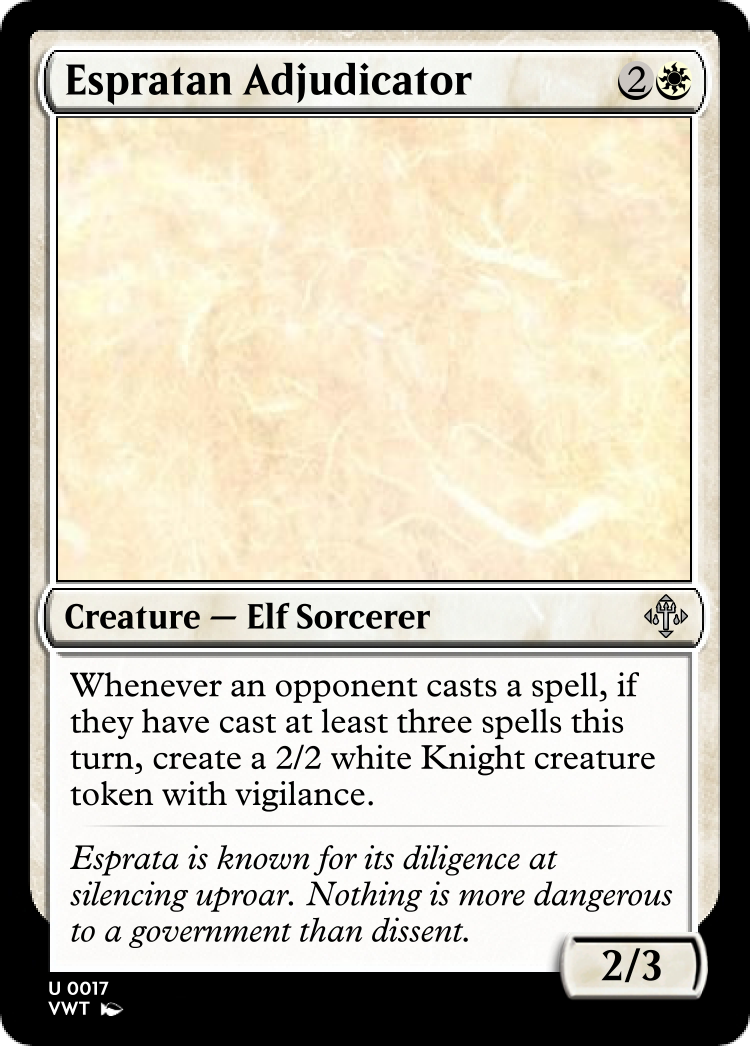 Espratan Adjudicator 2
Creature — Elf Sorcerer
Whenever an opponent casts a spell, if
they have cast at least three spells this
turn, create a 2/2 white Knight creature
token with vigilance.
Esprata is known for its diligence at
silencing uproar. Nothing is more dangerous
to a government than dissent.
2/3
U 0017
VWT